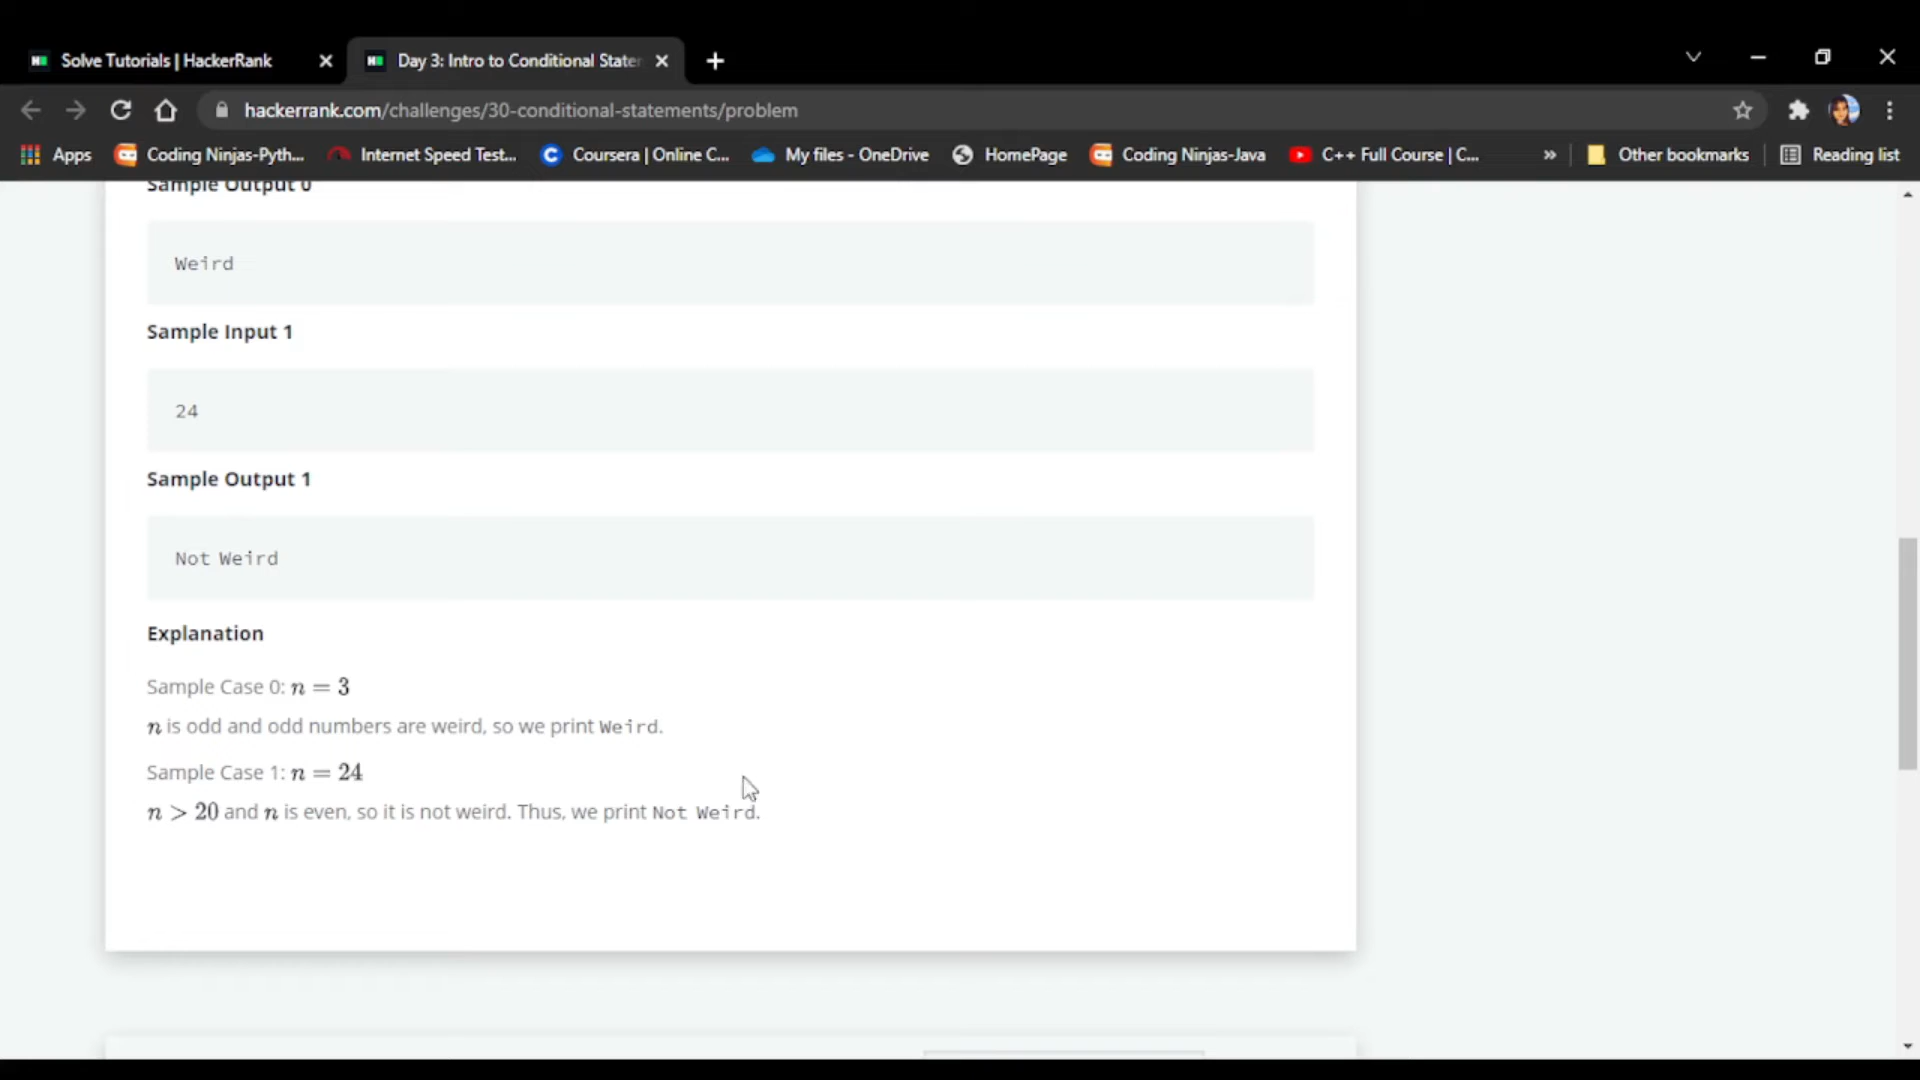 Solve Tutorials | HackerRank
Day 3: Intro to Conditional State
hackerrank.com/challenges/30-conditional-statements/problem
Apps Coding Ninjas-Pyth... Internet Speed Test... Coursera | Online C... My files - OneDrive HomePage Coding Ninjas-Java C++ Full Course | C... » Other bookmarks Reading list
Sample Output 0
Weird
Sample Input 1
24
Sample Output 1
Not Weird
Explanation
Sample Case 0: n = 3
n is odd and odd numbers are weird, so we print Weird.
Sample Case 1: n = 24
n > 20 and n is even, so it is not weird. Thus, we print Not Weird.